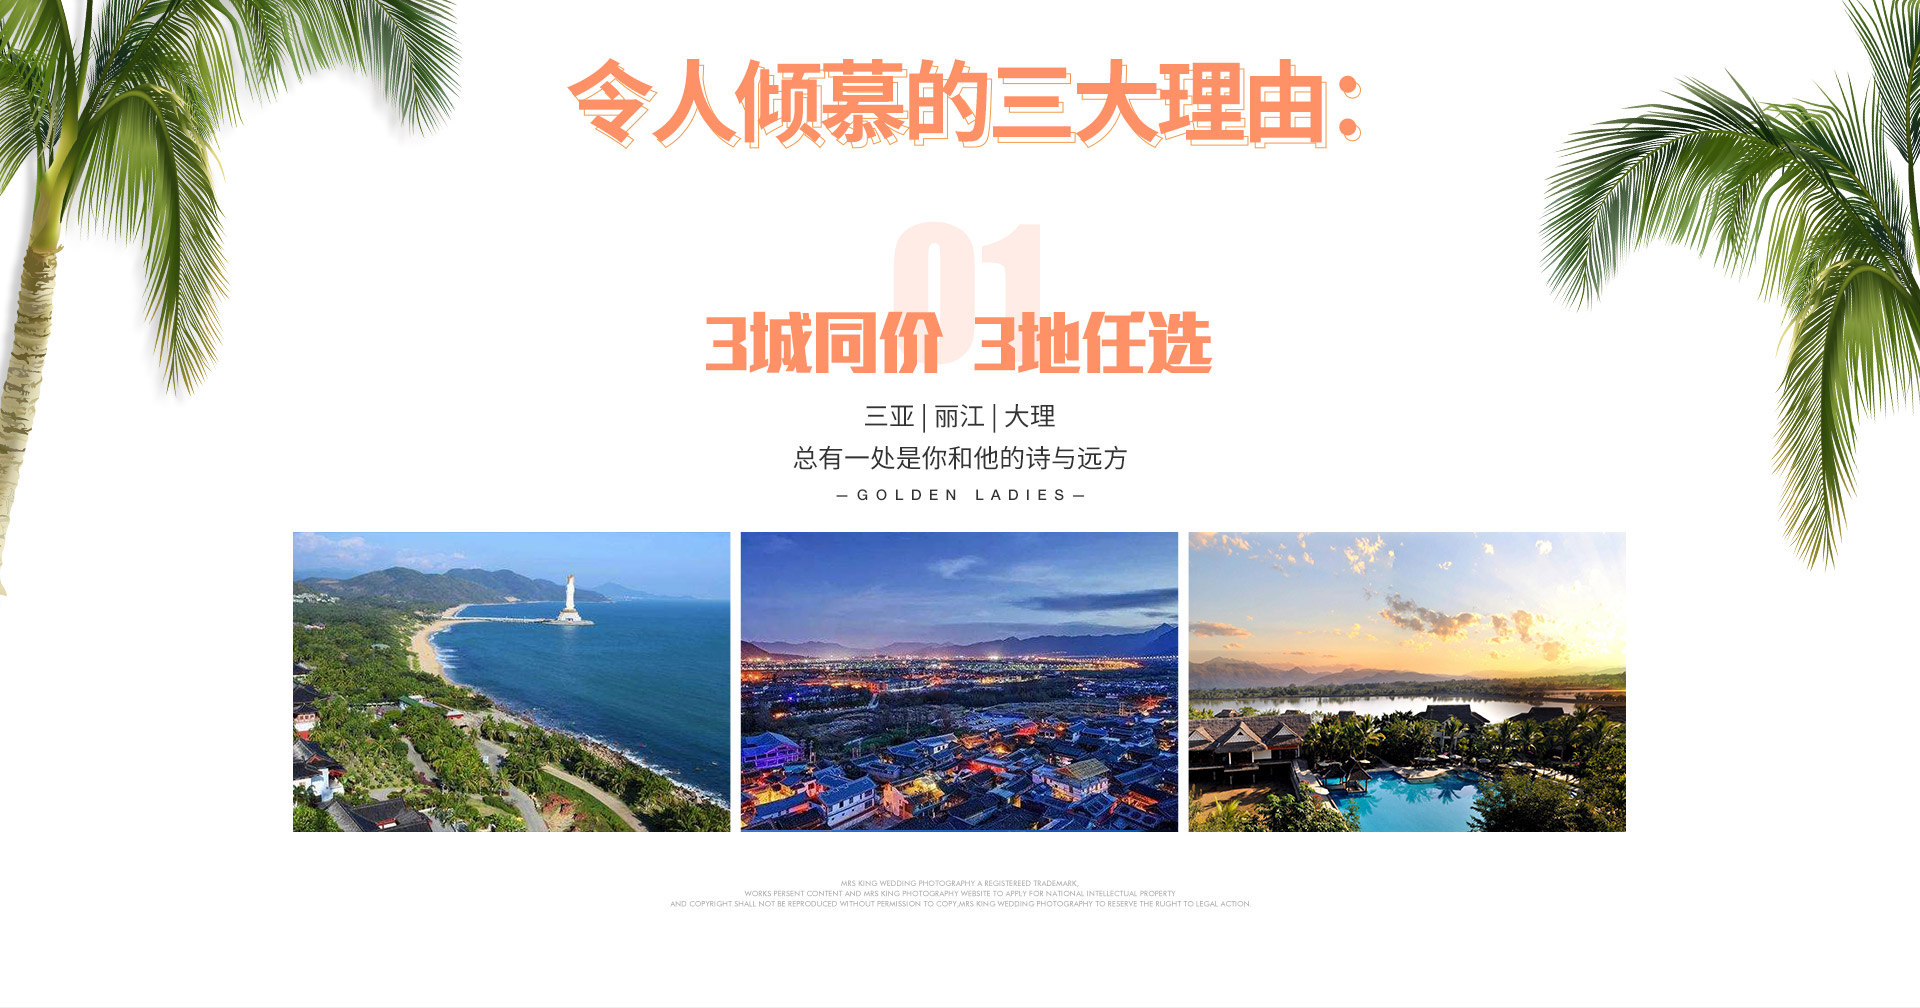 令人倾慕的三大理由：
01
3城同价 3地任选
三亚 | 丽江 | 大理
总有一处是你和他的诗与远方
—GOLDEN LADIES—
MRS KING WEDDING PHOTOGRAPHY A REGISTEREED TRADEMARK,
WORKS PERSENT CONTENT AND MRS KING PHOTOGRAPHY WEBSITE TO APPLY FOR NATIONAL INTELLECTUAL PROPERTY
AND COPYRIGHT.SHALL NOT BE REPRODUCED WITHOUT PERMISSION TO COPY,MRS KING WEDDING PHOTOGRAPHY TO RESERVE THE RUGHT TO LEGAL ACTION.